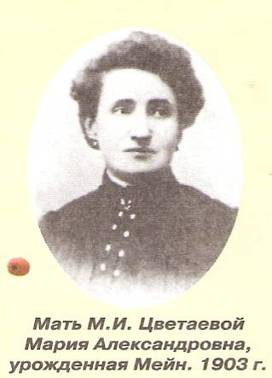 Мать М.И. Цветаевой
Мария Александровна,
урожденная Мейн. 1903 г.